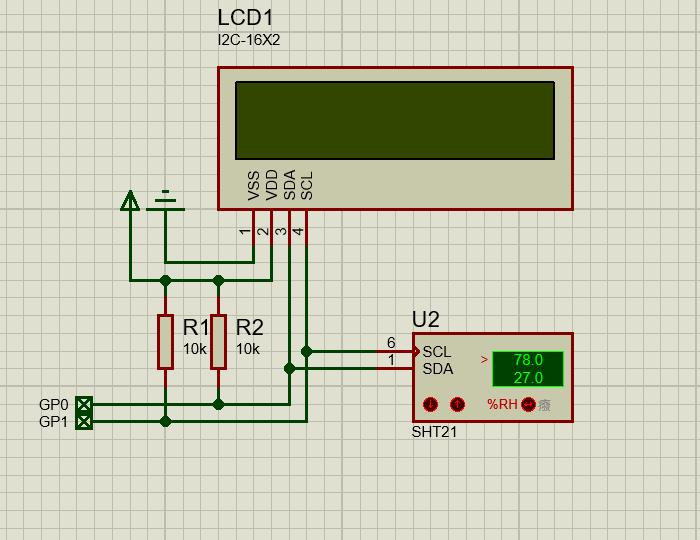 LCD1
I2C-16X2
VSS
VDD
SDA
SCL
1
2
3
4
R1
10k
R2
10k
GP0
GP1
U2
6
1
SCL
SDA
>
78.0
27.0
%RH
SHT21